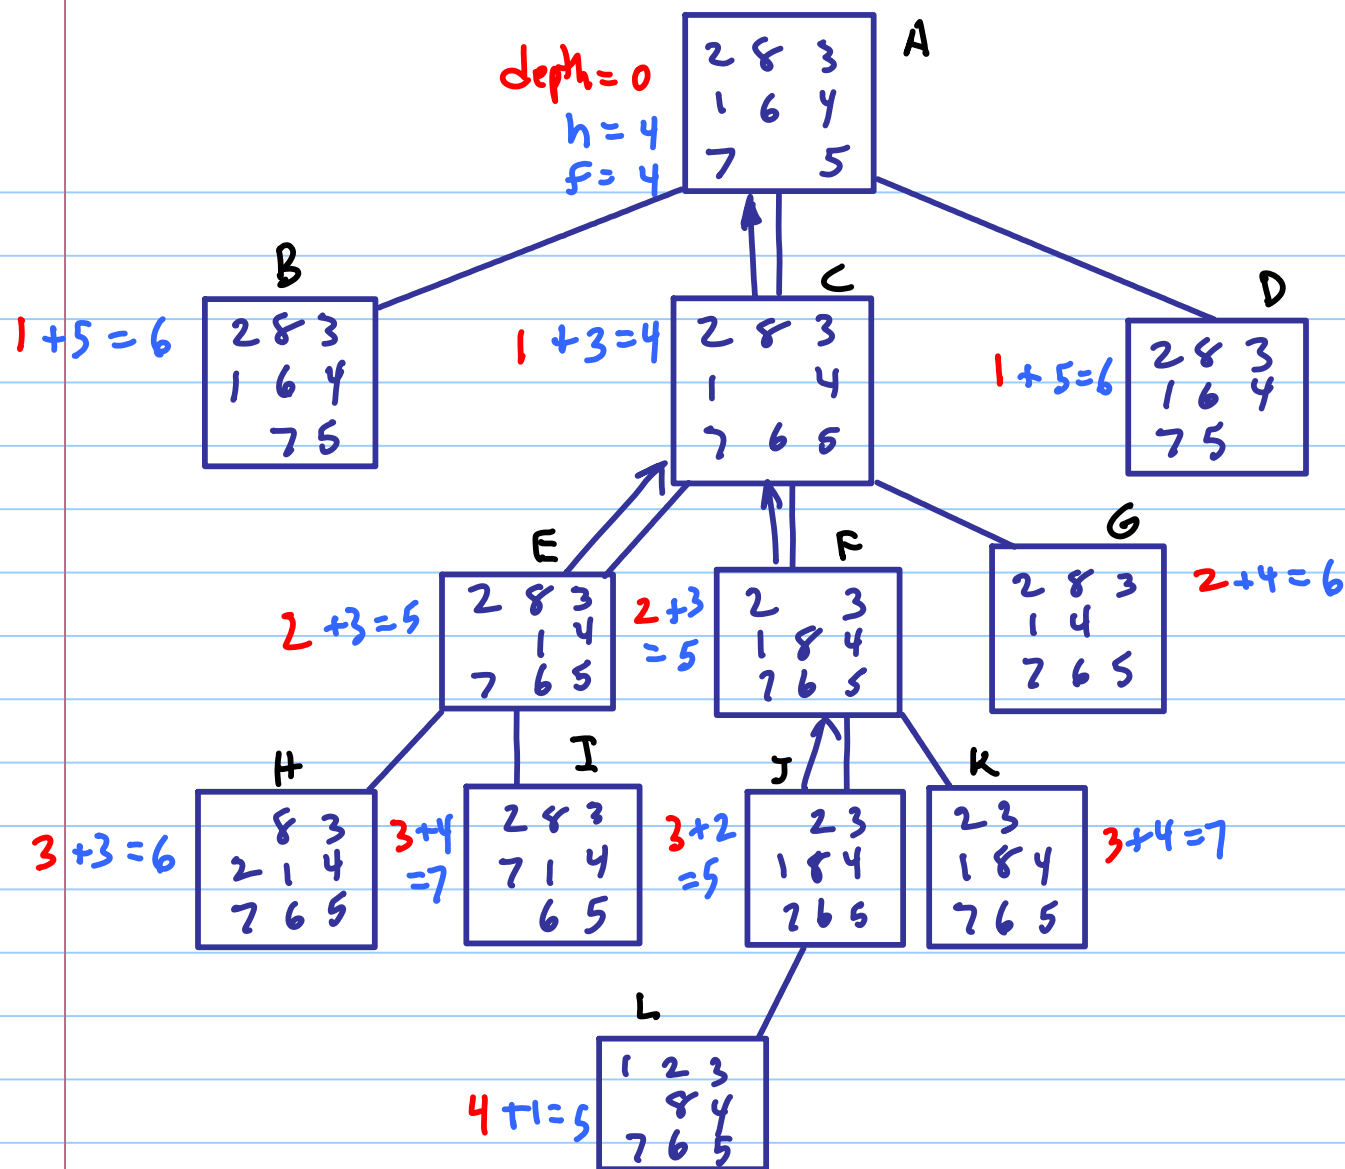 A
depth = 0
h = 4
f = 4
2 8 3
1 6 4
7 5
B
1 + 5 = 6
2 8 3
1 6 4
7 5
C
1 + 3 = 4
2 8 3
1 4
7 6 5
D
1 + 5 = 6
2 8 3
1 6 4
7 5
E
2 + 3 = 5
2 8 3
1 4
7 6 5
F
2 + 3
= 5
2 3
1 8 4
7 6 5
G
2 + 4 = 6
2 8 3
1 4
7 6 5
H
3 + 3 = 6
8 3
2 1 4
7 6 5
I
3 + 4
= 7
2 8 3
7 1 4
6 5
J
3 + 2
= 5
2 3
1 8 4
7 6 5
K
3 + 4 = 7
2 3
1 8 4
7 6 5
L
4 + 1 = 5
1 2 3
8 4
7 6 5